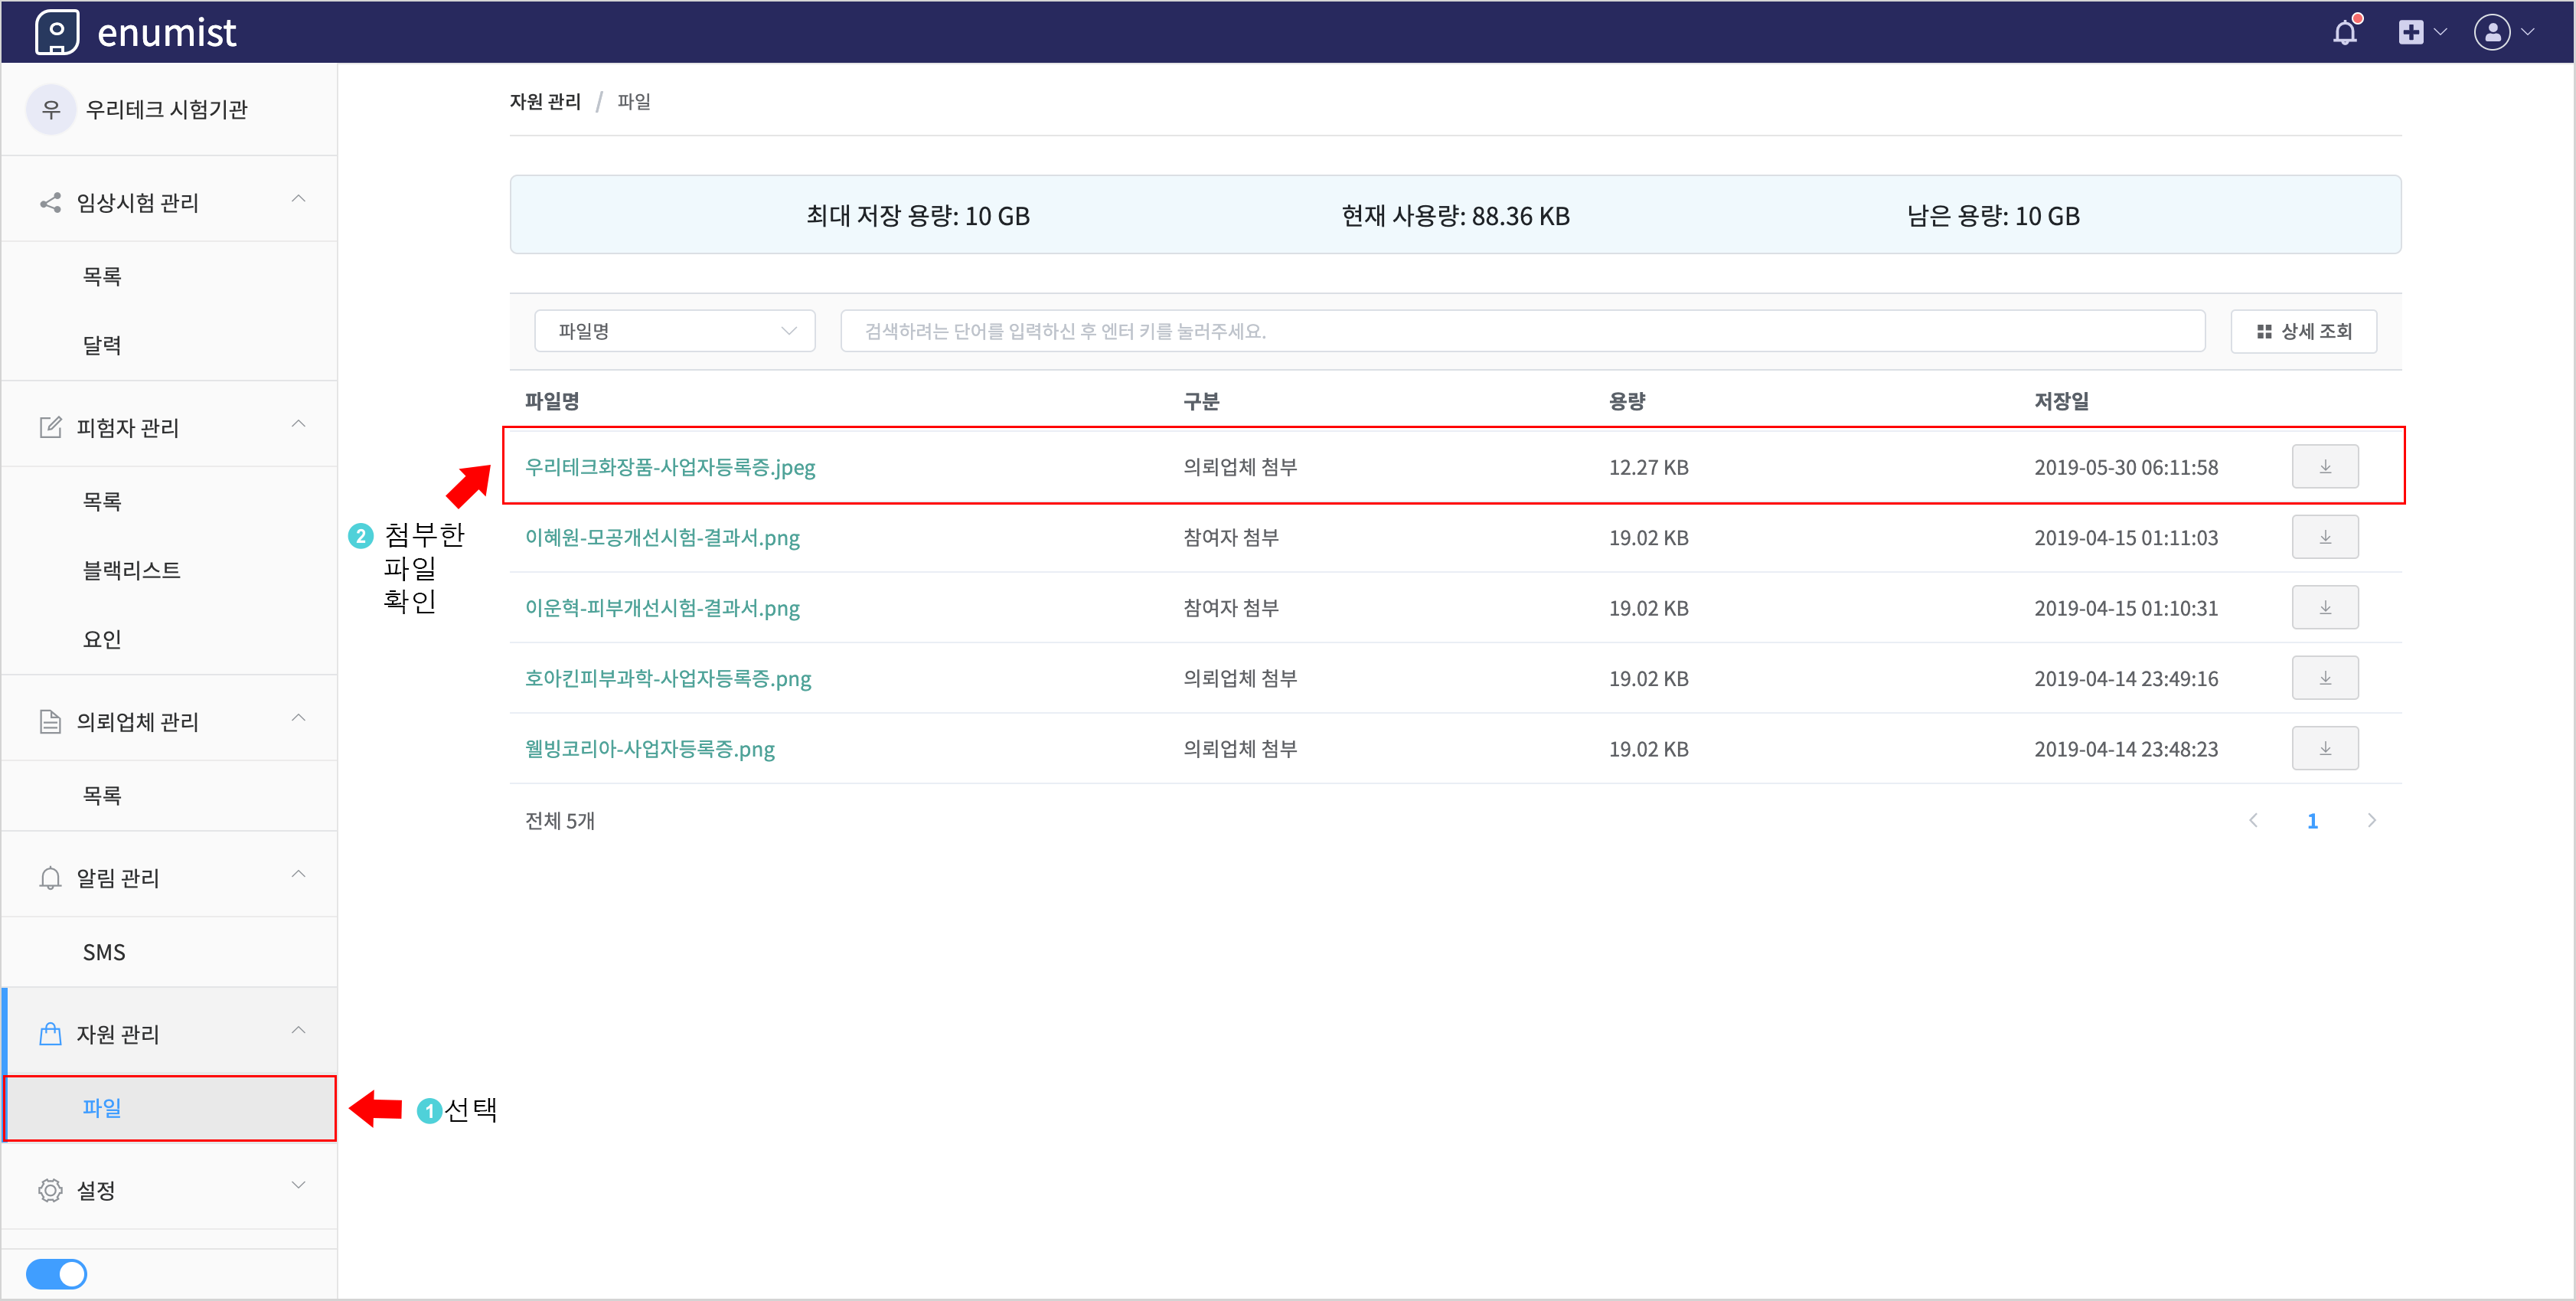 enumist
우 우리테크 시험기관
임상시험 관리
목록
달력
피험자 관리
목록
블랙리스트
요인
의뢰업체 관리
목록
알림 관리
SMS
자원 관리
파일
설정
자원 관리 / 파일
최대 저장 용량: 10 GB 현재 사용량: 88.36 KB 남은 용량: 10 GB
파일명 검색하려는 단어를 입력하신 후 엔터 키를 눌러주세요. 상세 조회
파일명 구분 용량 저장일
우리테크화장품-사업자등록증.jpeg 의뢰업체 첨부 12.27 KB 2019-05-30 06:11:58
이혜원-모공개선시험-결과서.png 참여자 첨부 19.02 KB 2019-04-15 01:11:03
이운혁-피부개선시험-결과서.png 참여자 첨부 19.02 KB 2019-04-15 01:10:31
호아킨피부과학-사업자등록증.png 의뢰업체 첨부 19.02 KB 2019-04-14 23:49:16
웰빙코리아-사업자등록증.png 의뢰업체 첨부 19.02 KB 2019-04-14 23:48:23
전체 5개 1
2 첨부한
파일
확인
1 선택